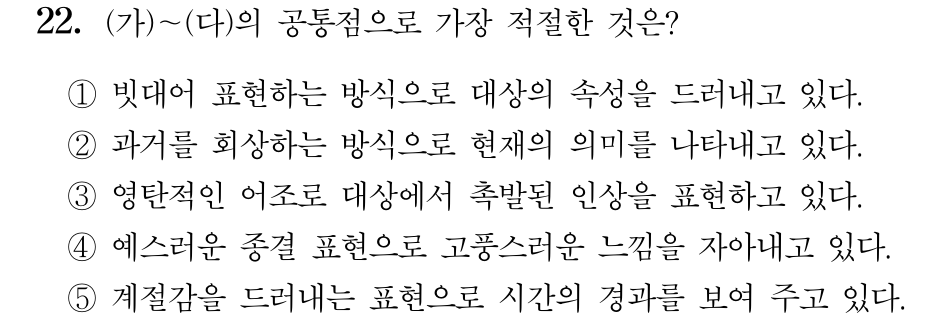 22. (가)~(다)의 공통점으로 가장 적절한 것은?
① 빗대어 표현하는 방식으로 대상의 속성을 드러내고 있다.
② 과거를 회상하는 방식으로 현재의 의미를 나타내고 있다.
③ 영탄적인 어조로 대상에서 촉발된 인상을 표현하고 있다.
④ 예스러운 종결 표현으로 고풍스러운 느낌을 자아내고 있다.
⑤ 계절감을 드러내는 표현으로 시간의 경과를 보여 주고 있다.